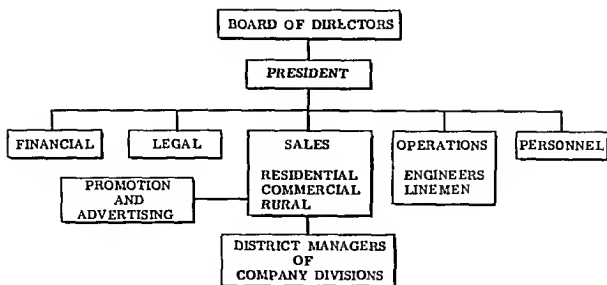 BOARD OF DIRECTORS
PRESIDENT
FINANCIAL
LEGAL
SALES
RESIDENTIAL
COMMERCIAL
RURAL
OPERATIONS
ENGINEERS
LINEMEN
PERSONNEL
PROMOTION
AND
ADVERTISING
DISTRICT MANAGERS
OF
COMPANY DIVISIONS